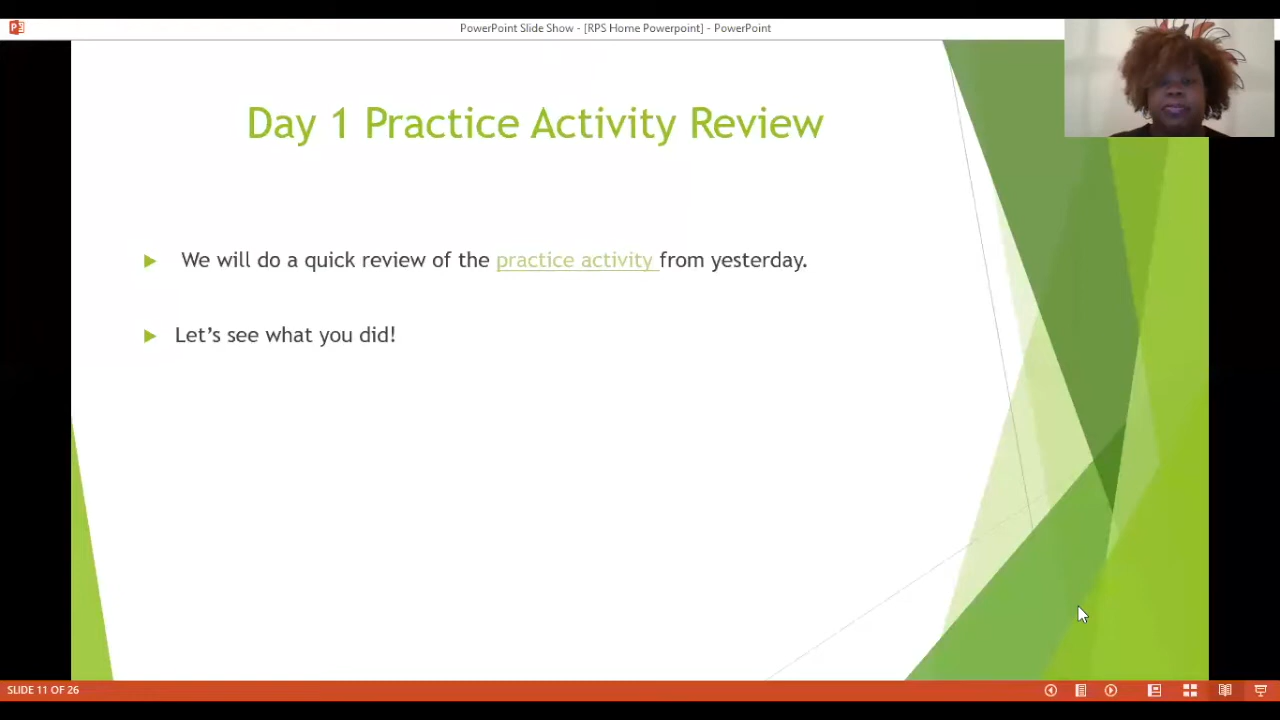 PowerPoint Slide Show - [RPS Home Powerpoint] - PowerPoint
Day 1 Practice Activity Review
We will do a quick review of the practice activity from yesterday.
Let's see what you did!
SLIDE 11 OF 26